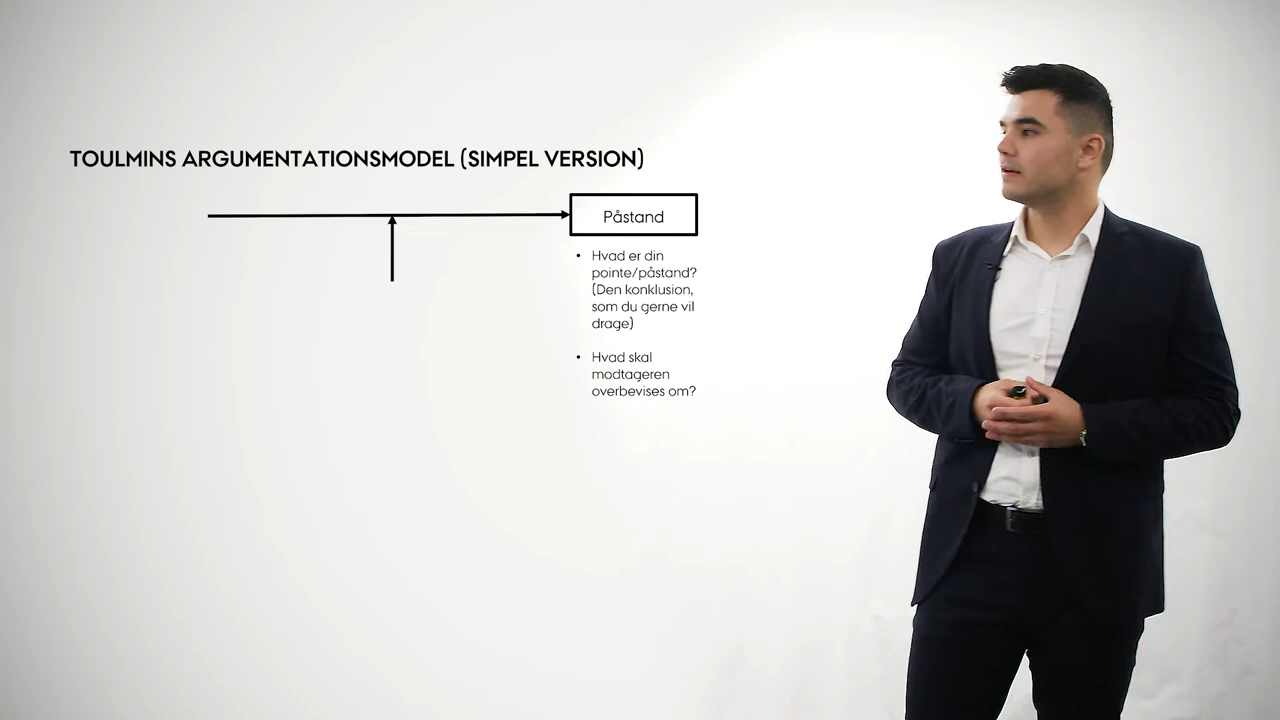 TOULMINS ARGUMENTATIONSMODEL (SIMPEL VERSION)
Påstand
• Hvad er din
pointe/påstand?
(Den konklusion,
som du gerne vil
drage)
• Hvad skal
modtageren
overbevises om?